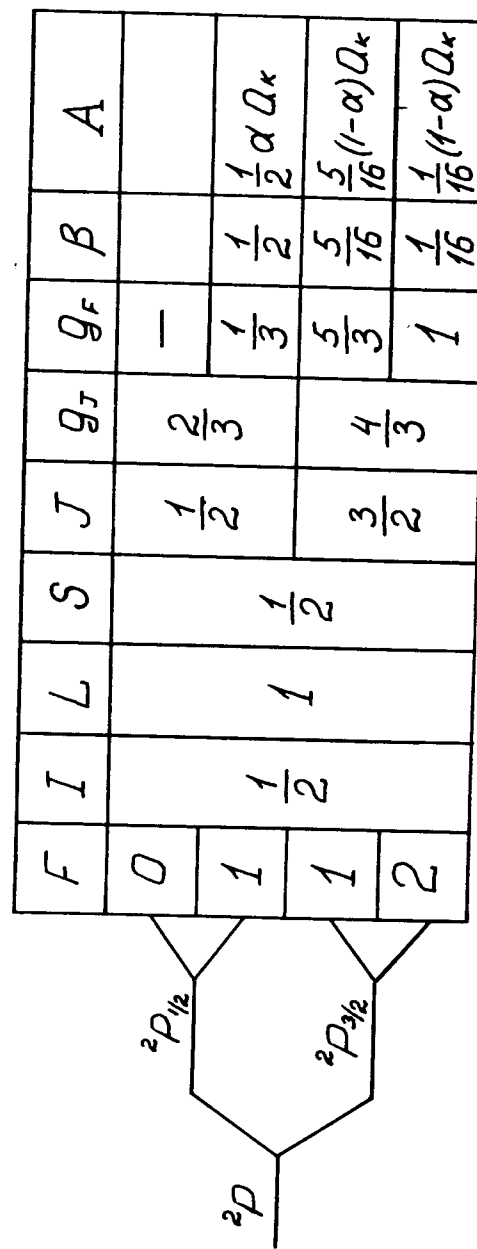 F I L S J g_J g_F β A
²P
²P₁/₂
0 1/2 1 1/2 1/2 2/3 —
1 1/3 1/2 1/2 α a_K
²P₃/₂
1 3/2 4/3 5/3 5/16 5/16 (1-α) a_K
2 1 1/16 1/16 (1-α) a_K